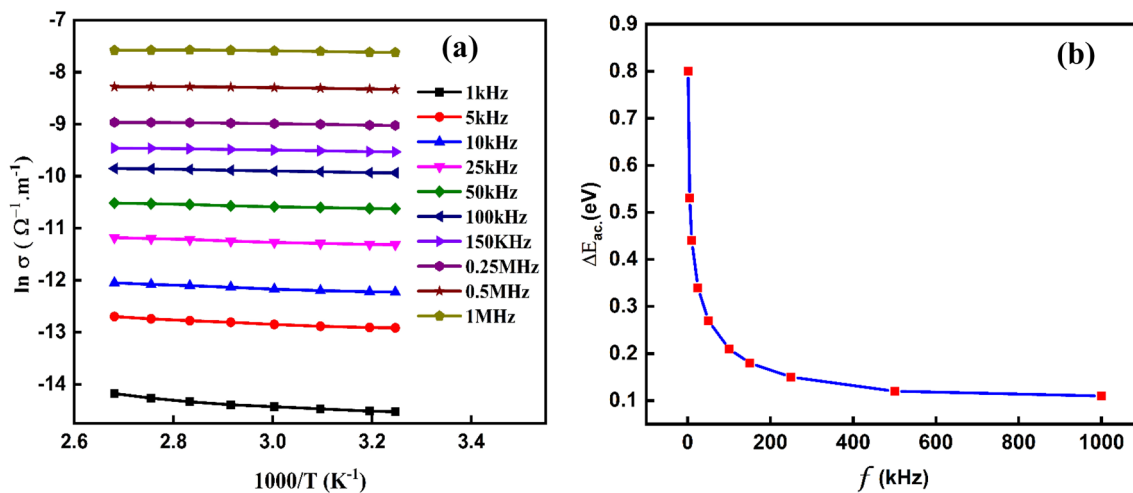 (a)
-7
-8
-9
-10
-11
-12
-13
-14
ln σ ( Ω⁻¹.m⁻¹)
1kHz
5kHz
10kHz
25kHz
50kHz
100kHz
150KHz
0.25MHz
0.5MHz
1MHz
2.6 2.8 3.0 3.2 3.4
1000/T (K⁻¹)
(b)
0.9
0.8
0.7
0.6
0.5
0.4
0.3
0.2
0.1
ΔE_ac.(eV)
0 200 400 600 800 1000
f (kHz)